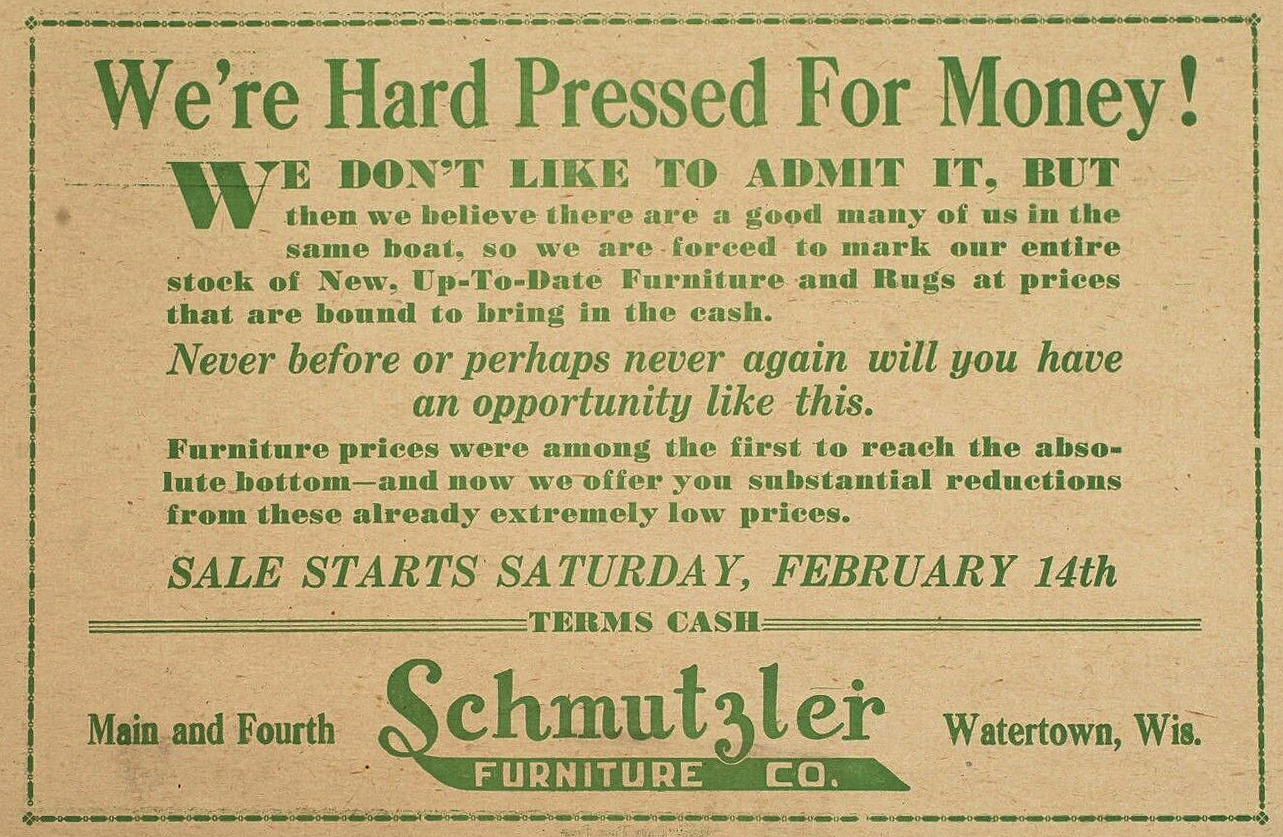 We're Hard Pressed For Money!
WE DON'T LIKE TO ADMIT IT, BUT
then we believe there are a good many of us in the
same boat, so we are forced to mark our entire
stock of New, Up-To-Date Furniture and Rugs at prices
that are bound to bring in the cash.
Never before or perhaps never again will you have
an opportunity like this.
Furniture prices were among the first to reach the abso-
lute bottom—and now we offer you substantial reductions
from these already extremely low prices.
SALE STARTS SATURDAY, FEBRUARY 14th
TERMS CASH
Main and Fourth
Schmutzler
FURNITURE CO.
Watertown, Wis.